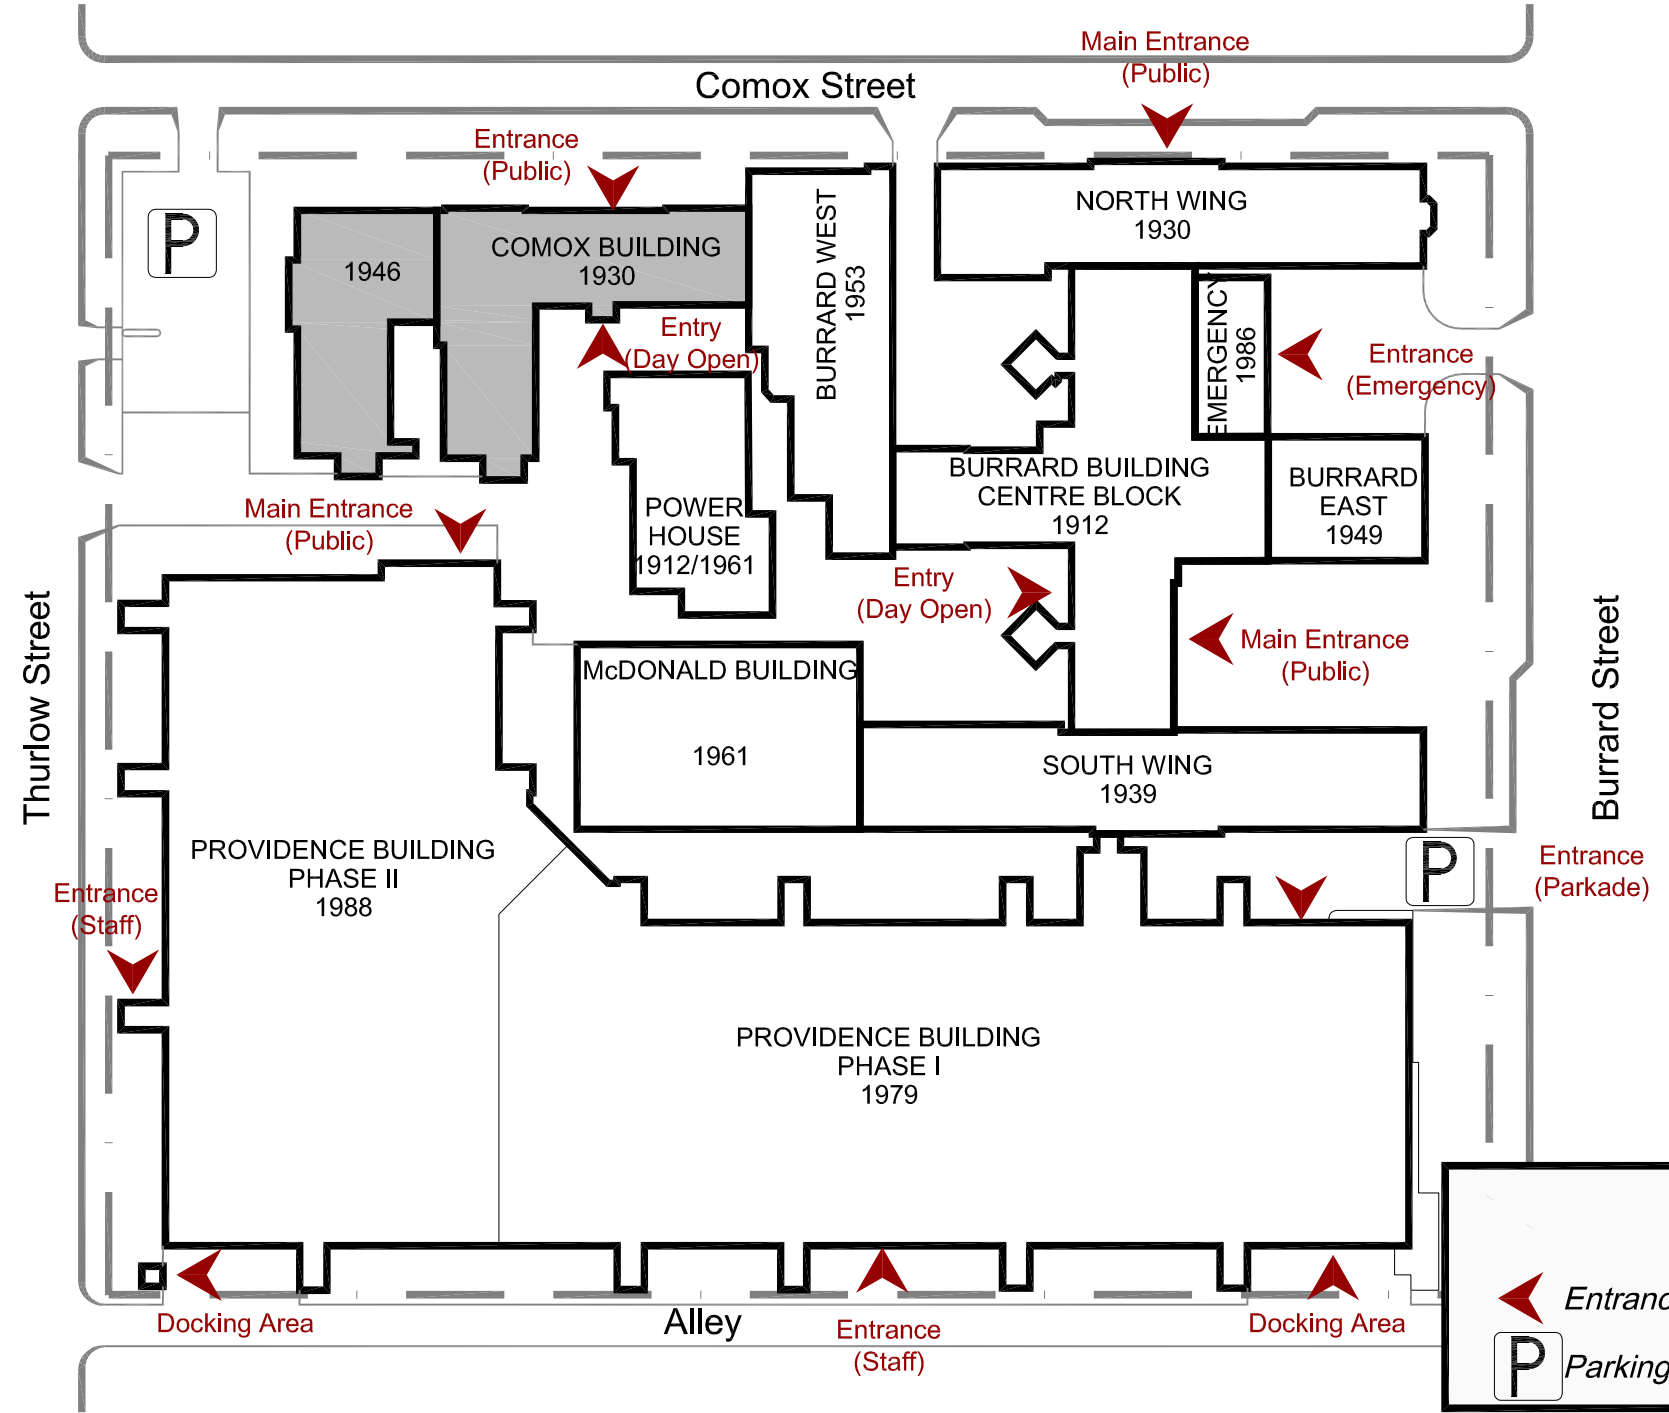 Main Entrance
(Public)
Comox Street
Entrance
(Public)
P
NORTH WING
1930
BURRARD WEST
1953
COMOX BUILDING
1930
1946
Entry
(Day Open)
EMERGENCY
1986
Entrance
(Emergency)
BURRARD BUILDING
CENTRE BLOCK
1912
BURRARD
EAST
1949
POWER
HOUSE
1912/1961
Main Entrance
(Public)
Entry
(Day Open)
Main Entrance
(Public)
Thurlow Street
Burrard Street
McDONALD BUILDING
1961
SOUTH WING
1939
PROVIDENCE BUILDING
PHASE II
1988
P
Entrance
(Parkade)
Entrance
(Staff)
PROVIDENCE BUILDING
PHASE I
1979
Docking Area
Alley
Entrance
(Staff)
Docking Area
Entranc
P Parking